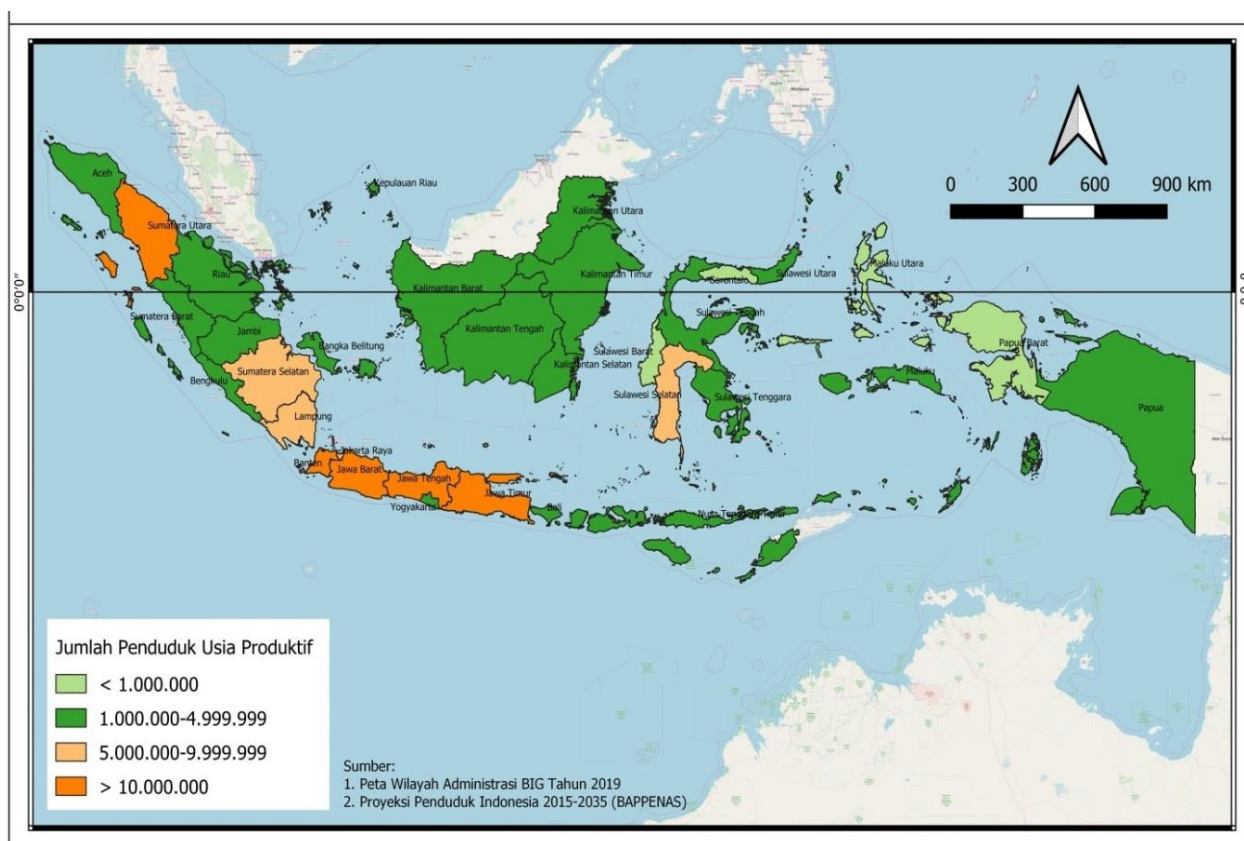 Aceh
Kepulauan Riau
0 300 600 900 km
Sumatera Utara
Kalimantan Utara
Riau
Kalimantan Timur
Sulawesi Utara
Maluku Utara
Gorontalo
0°0'0"
Kalimantan Barat
Sumatera Barat
Sulawesi Tengah
Jambi
Kalimantan Tengah
Bangka Belitung
Papua Barat
Sulawesi Barat
Kalimantan Selatan
Sumatera Selatan
Maluku
Bengkulu
Sulawesi Selatan
Sulawesi Tenggara
Papua
Lampung
Jakarta Raya
Banten
Jawa Barat
Jawa Tengah
Jawa Timur
Yogyakarta
Bali
Nusa Tenggara Timur
Jumlah Penduduk Usia Produktif
< 1.000.000
1.000.000-4.999.999
5.000.000-9.999.999
> 10.000.000
Sumber:
1. Peta Wilayah Administrasi BIG Tahun 2019
2. Proyeksi Penduduk Indonesia 2015-2035 (BAPPENAS)